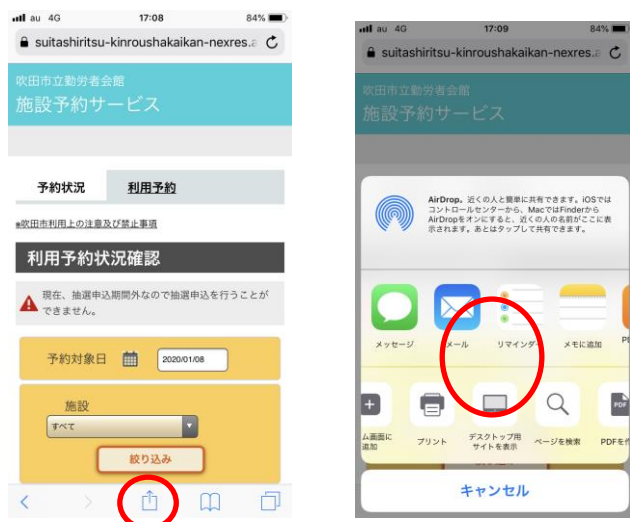 au 4G 17:08 84%
suitashiritsu-kinroushakaikan-nexres.
吹田市立勤労者会館
施設予約サービス
予約状況 利用予約
※吹田市利用上の注意及び禁止事項
利用予約状況確認
現在、抽選申込期間外なので抽選申込を行うことが
できません。
予約対象日 2020/01/08
施設
すべて
絞り込み
au 4G 17:09 84%
suitashiritsu-kinroushakaikan-nexres.
吹田市立勤労者会館
施設予約サービス
AirDrop。近くの人と簡単に共有できます。iOSでは
コントロールセンターから、MacではFinderから
AirDropをオンにすると、近くの人の名前がここに表
示されます。あとはタップして共有できます。
メッセージ メール リマインダー メモに追加 PD
ム画面に
追加
プリント
デスクトップ用
サイトを表示
ページを検索
PDF
PDFを作
キャンセル